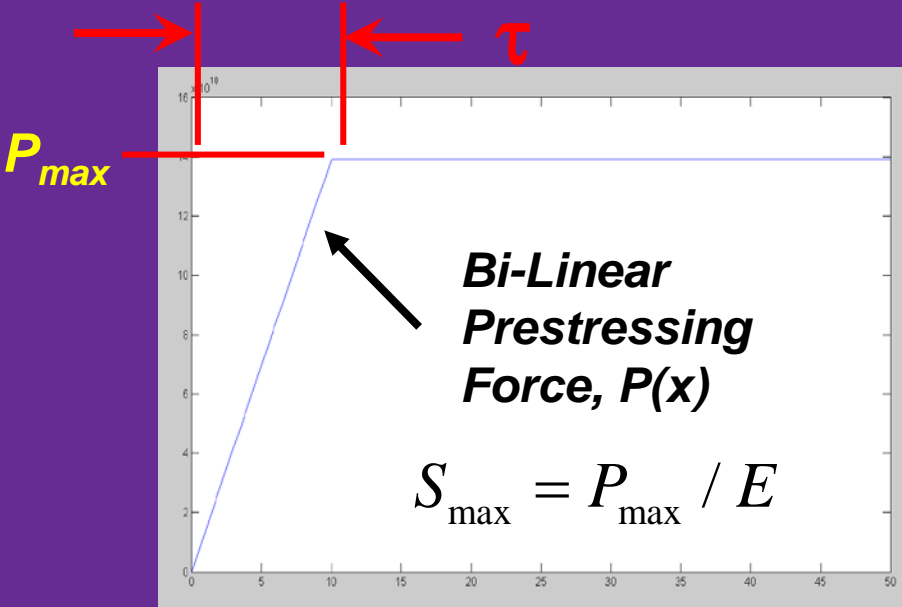 τ
x 10^10
P_max
16
14
12
10
8
6
4
2
0
Bi-Linear
Prestressing
Force, P(x)
S_max = P_max / E
0 5 10 15 20 25 30 35 40 45 50